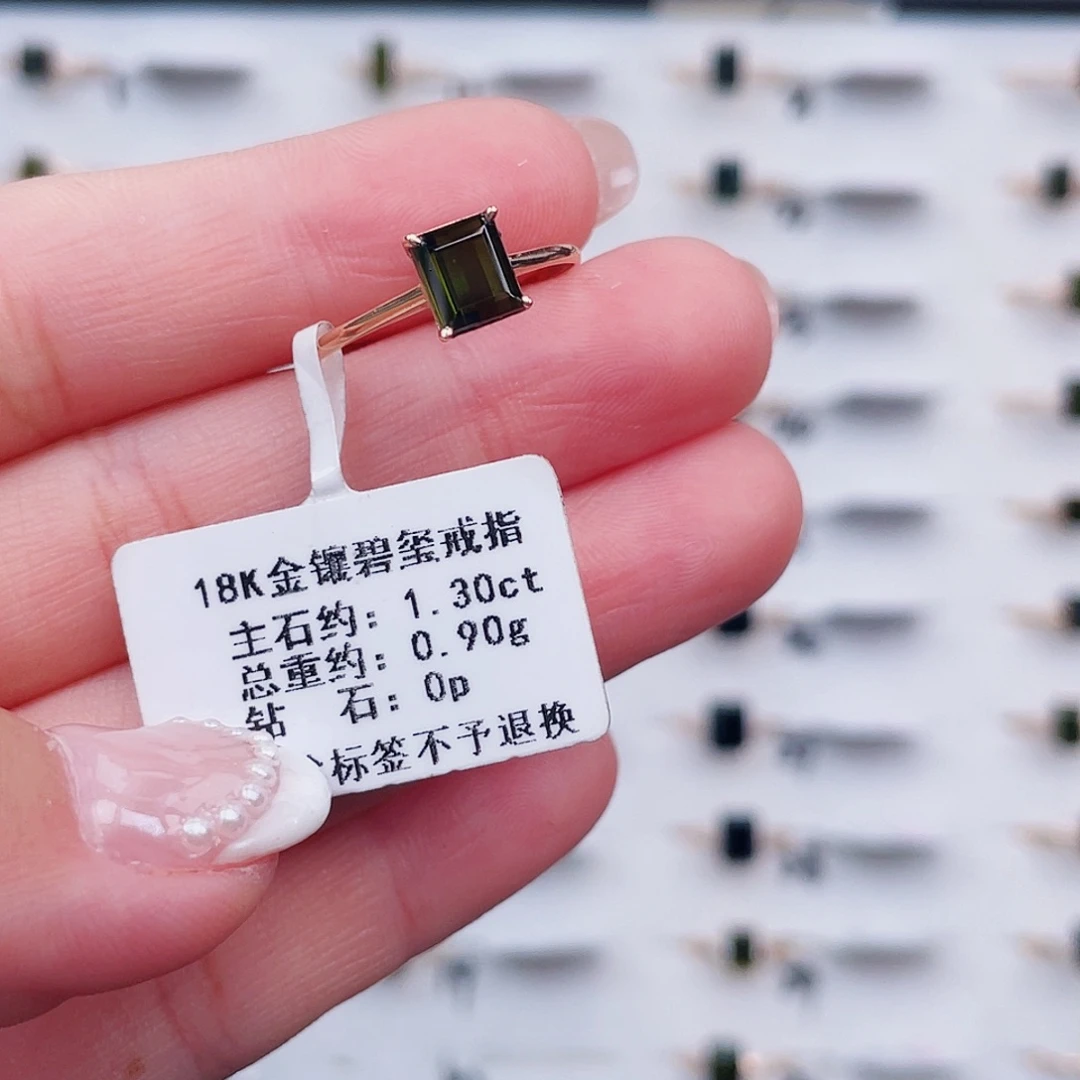 18K金镶碧玺戒指
主石约: 1.30ct
总重约: 0.90g
钻 石: 0p
标签不予退换